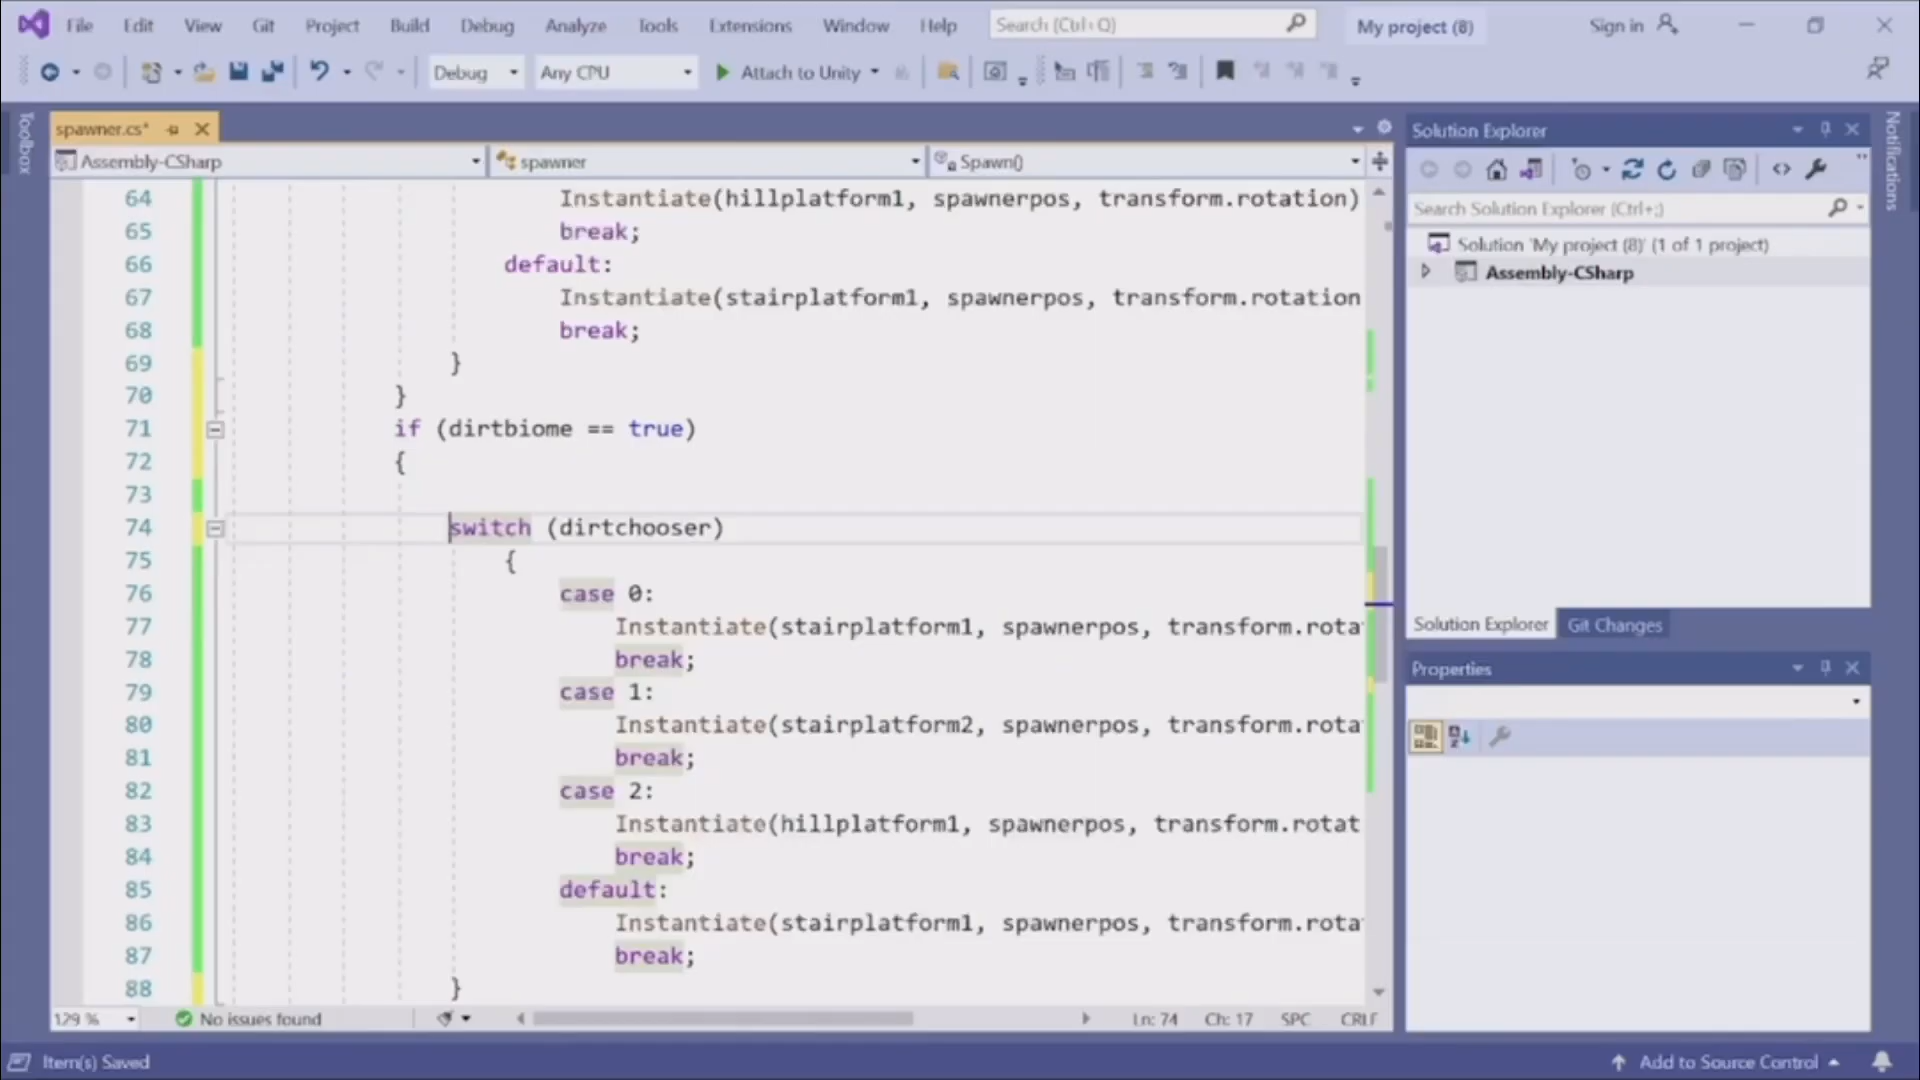 File Edit View Git Project Build Debug Analyze Tools Extensions Window Help Search (Ctrl+Q) My project (8) Sign in
Debug Any CPU Attach to Unity
Toolbox
spawner.cs*
Assembly-CSharp spawner Spawn()
64 Instantiate(hillplatform1, spawnerpos, transform.rotation)
65 break;
66 default:
67 Instantiate(stairplatform1, spawnerpos, transform.rotation
68 break;
69 }
70 }
71 if (dirtbiome == true)
72 {
73
74 switch (dirtchooser)
75 {
76 case 0:
77 Instantiate(stairplatform1, spawnerpos, transform.rota
78 break;
79 case 1:
80 Instantiate(stairplatform2, spawnerpos, transform.rota
81 break;
82 case 2:
83 Instantiate(hillplatform1, spawnerpos, transform.rotat
84 break;
85 default:
86 Instantiate(stairplatform1, spawnerpos, transform.rota
87 break;
88 }
129 % No issues found Ln: 74 Ch: 17 SPC CRLF
Solution Explorer
Search Solution Explorer (Ctrl+;)
Solution 'My project (8)' (1 of 1 project)
Assembly-CSharp
Solution Explorer Git Changes
Properties
Notifications
Item(s) Saved Add to Source Control